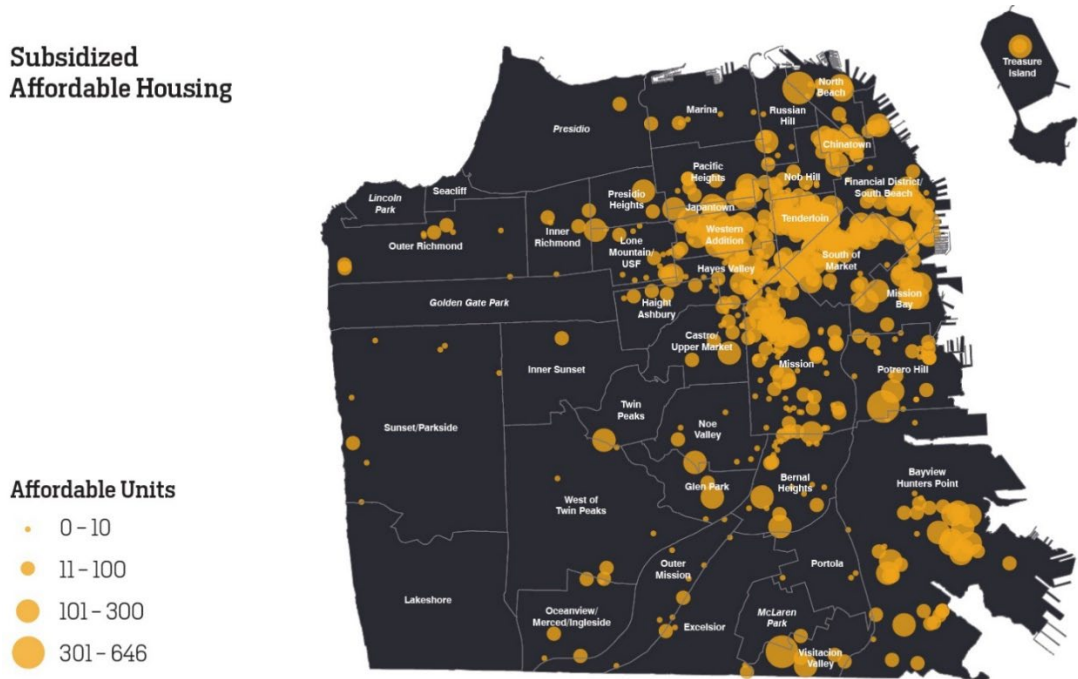 Subsidized
Affordable Housing
Treasure
Island
North
Beach
Marina
Russian
Hill
Presidio
Chinatown
Pacific
Heights
Nob Hill
Financial District/
South Beach
Lincoln
Park
Seacliff
Presidio
Heights
Japantown
Tenderloin
Outer Richmond
Inner
Richmond
Lone
Mountain/
USF
Western
Addition
South of
Market
Hayes Valley
Mission
Bay
Golden Gate Park
Haight
Ashbury
Castro/
Upper Market
Inner Sunset
Mission
Potrero Hill
Twin
Peaks
Sunset/Parkside
Noe
Valley
Glen Park
Bernal
Heights
Bayview
Hunters Point
West of
Twin Peaks
Outer
Mission
Portola
Lakeshore
Oceanview/
Merced/Ingleside
Excelsior
McLaren
Park
Visitacion
Valley
Affordable Units
0 – 10
11 – 100
101 – 300
301 – 646